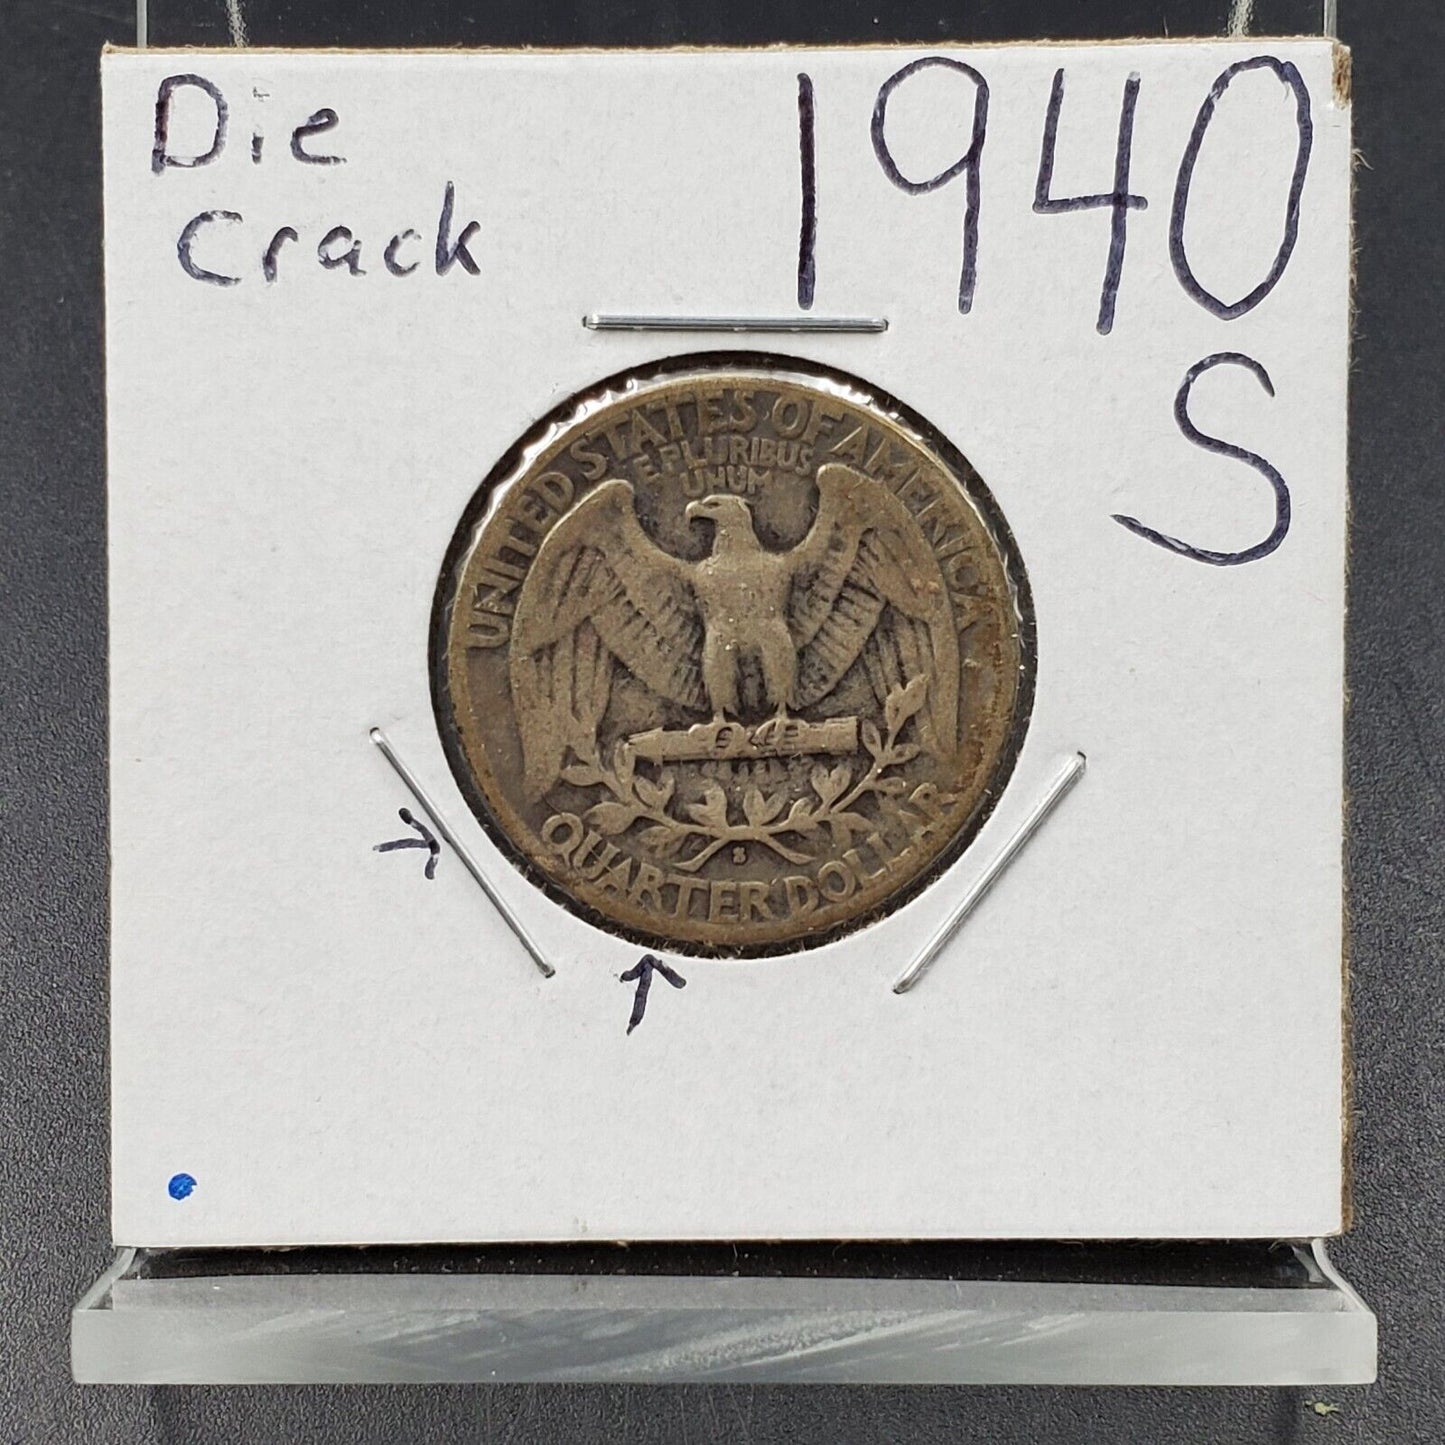 Die
Crack
1940
S
UNITED STATES OF AMERICA
E PLURIBUS
UNUM
S
QUARTER DOLLAR